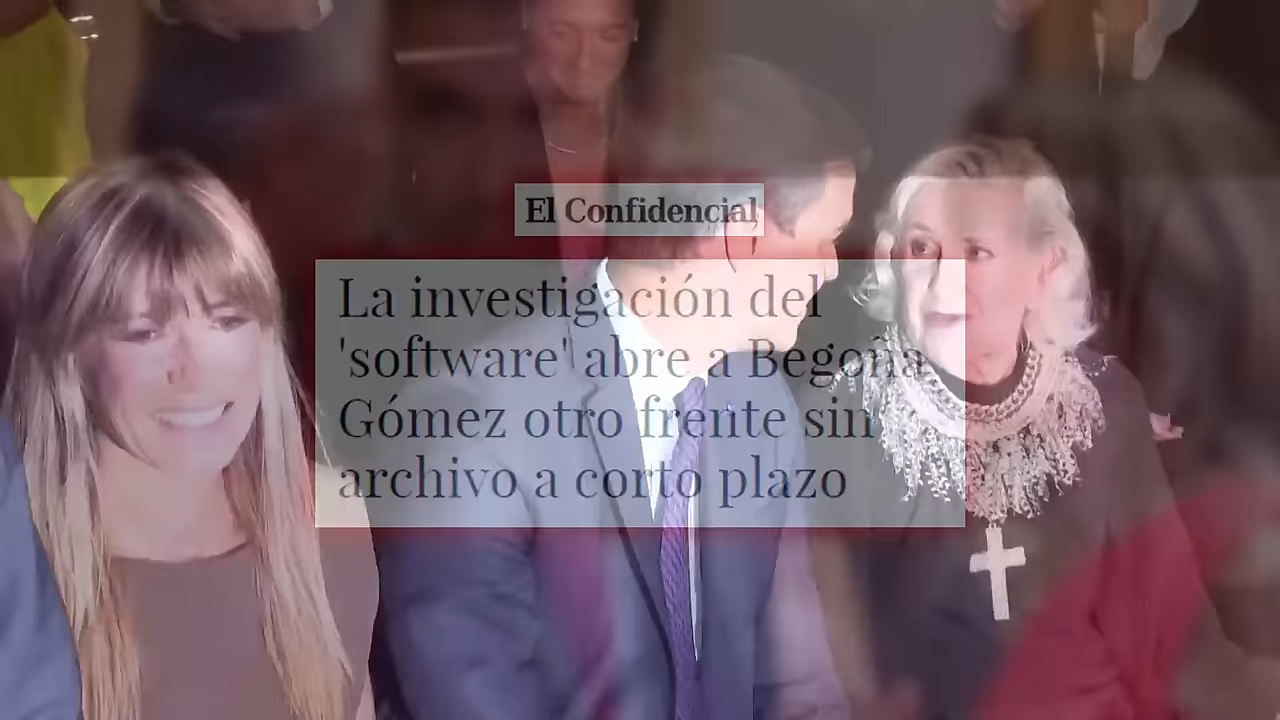 El Confidencial
La investigación del
'software' abre a Begoña
Gómez otro frente sin
archivo a corto plazo